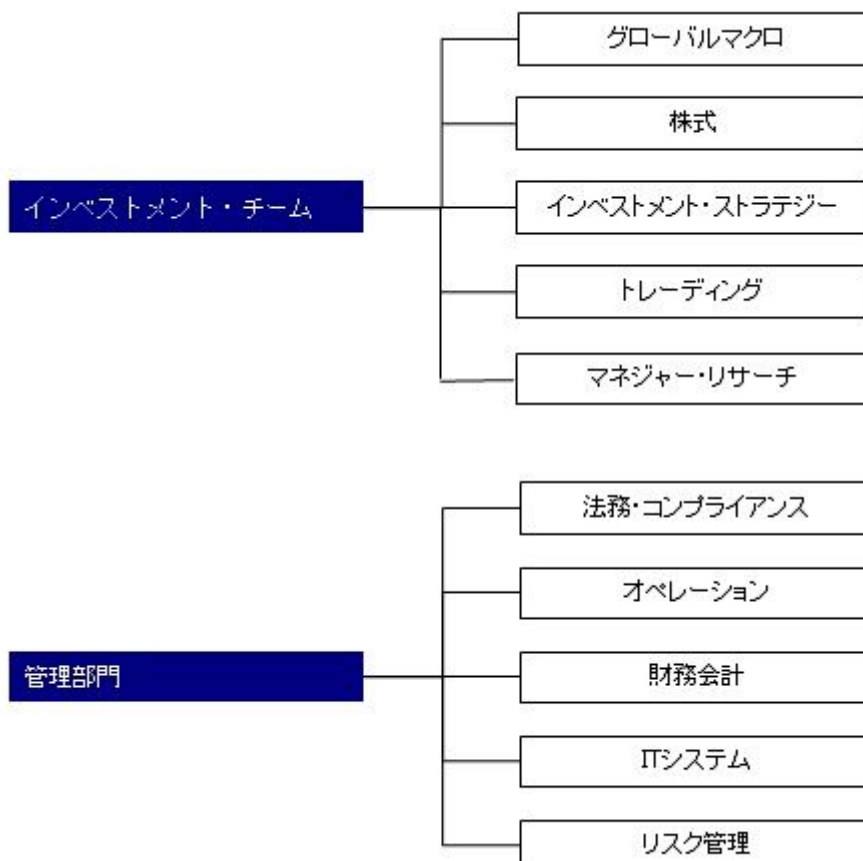 インベストメント・チーム
グローバルマクロ
株式
インベストメント・ストラテジー
トレーディング
マネジャー・リサーチ
管理部門
法務・コンプライアンス
オペレーション
財務会計
ITシステム
リスク管理